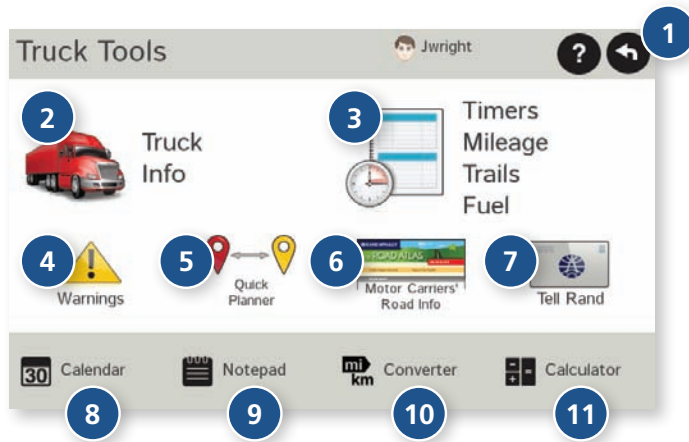 1
Truck Tools
Jwright
?
2
Truck
Info
3
Timers
Mileage
Trails
Fuel
4
Warnings
5
Quick
Planner
6
ROAD ATLAS
Motor Carriers'
Road Info
7
Tell Rand
30
Calendar
Notepad
mi
km
Converter
Calculator
8
9
10
11